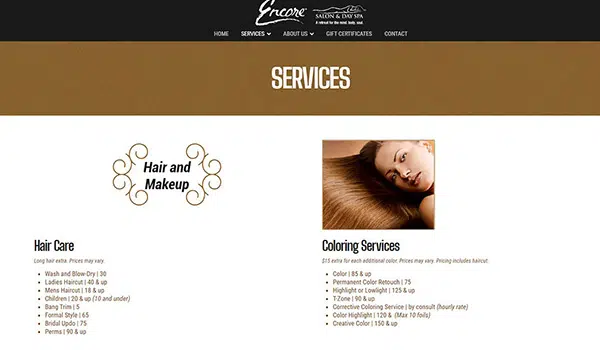 Encore
SALON & DAY SPA
A retreat for the mind. body. soul.
HOME SERVICES ABOUT US GIFT CERTIFICATES CONTACT
SERVICES
Hair and
Makeup
Hair Care
Long hair extra. Prices may vary.
Wash and Blow-Dry | 30
Ladies Haircut | 40 & up
Mens Haircut | 18 & up
Children | 20 & up (10 and under)
Bang Trim | 5
Formal Style | 65
Bridal Updo | 75
Perms | 90 & up
Coloring Services
$15 extra for each additional color. Prices may vary. Pricing includes haircut.
Color | 85 & up
Permanent Color Retouch | 75
Highlight or Lowlight | 125 & up
T-Zone | 90 & up
Corrective Coloring Service | by consult (hourly rate)
Color Highlight | 120 & (Max 10 foils)
Creative Color | 150 & up